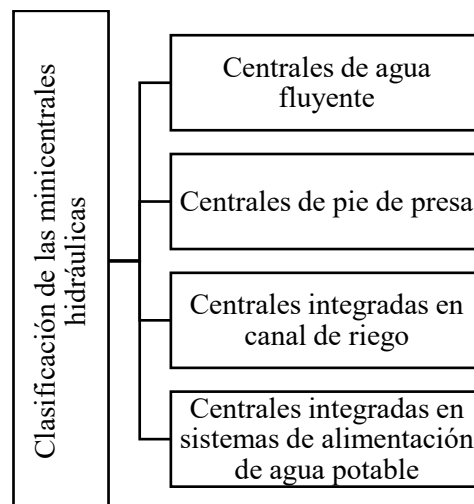 Clasificación de las minicentrales
hidráulicas
Centrales de agua
fluyente
Centrales de pie de presa
Centrales integradas en
canal de riego
Centrales integradas en
sistemas de alimentación
de agua potable